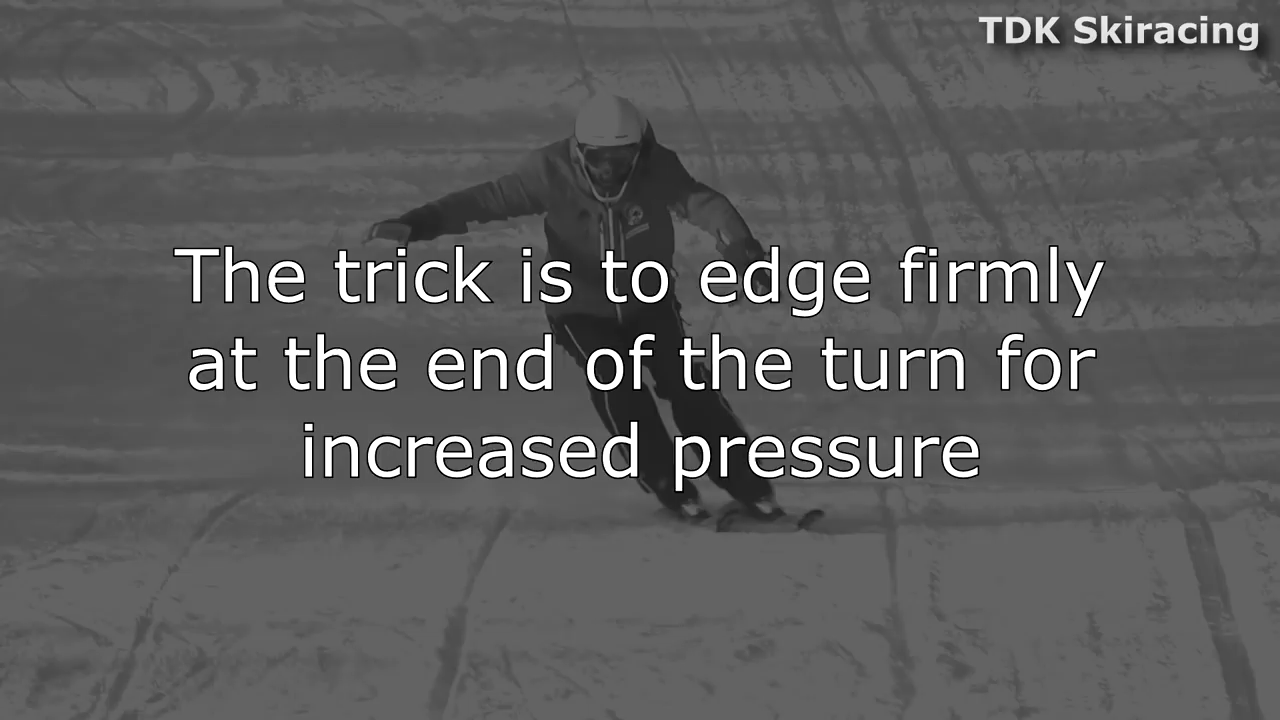 TDK Skiracing
The trick is to edge firmly
at the end of the turn for
increased pressure